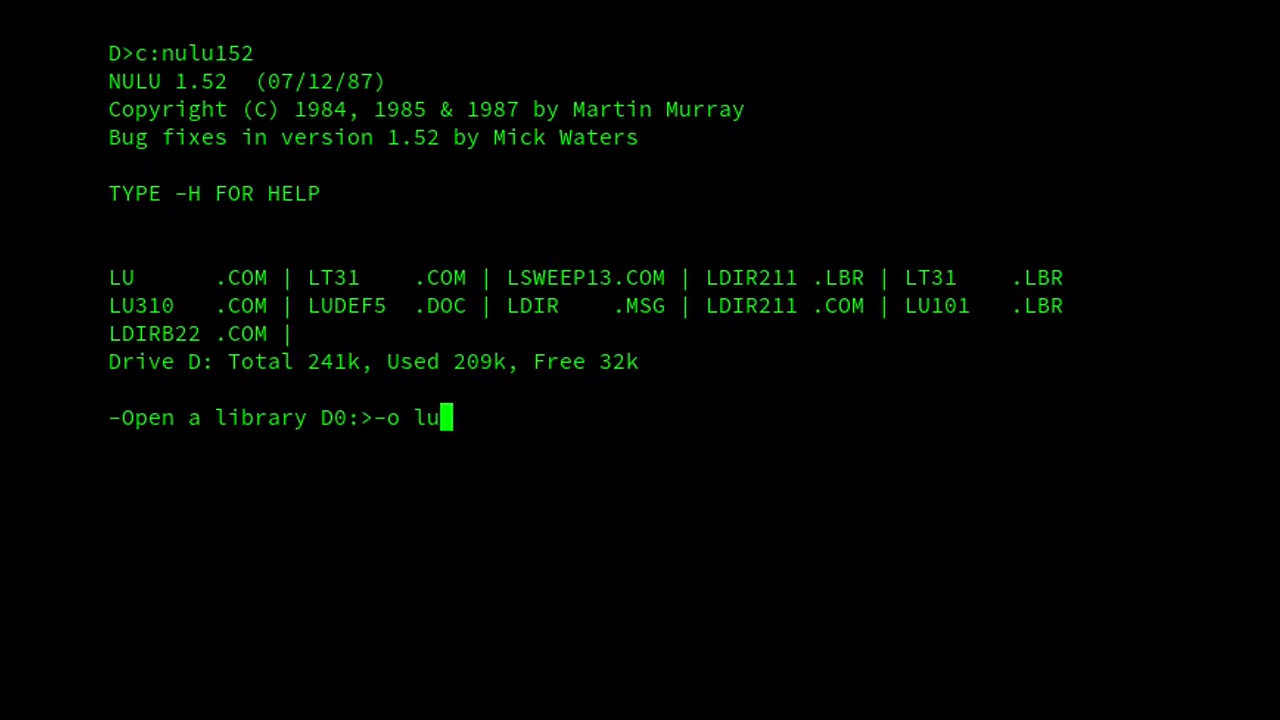 D>c:nulu152
NULU 1.52  (07/12/87)
Copyright (C) 1984, 1985 & 1987 by Martin Murray
Bug fixes in version 1.52 by Mick Waters
TYPE -H FOR HELP
LU      .COM | LT31    .COM | LSWEEP13.COM | LDIR211 .LBR | LT31    .LBR
LU310   .COM | LUDEF5  .DOC | LDIR    .MSG | LDIR211 .COM | LU101   .LBR
LDIRB22 .COM |
Drive D: Total 241k, Used 209k, Free 32k
-Open a library D0:>-o lu